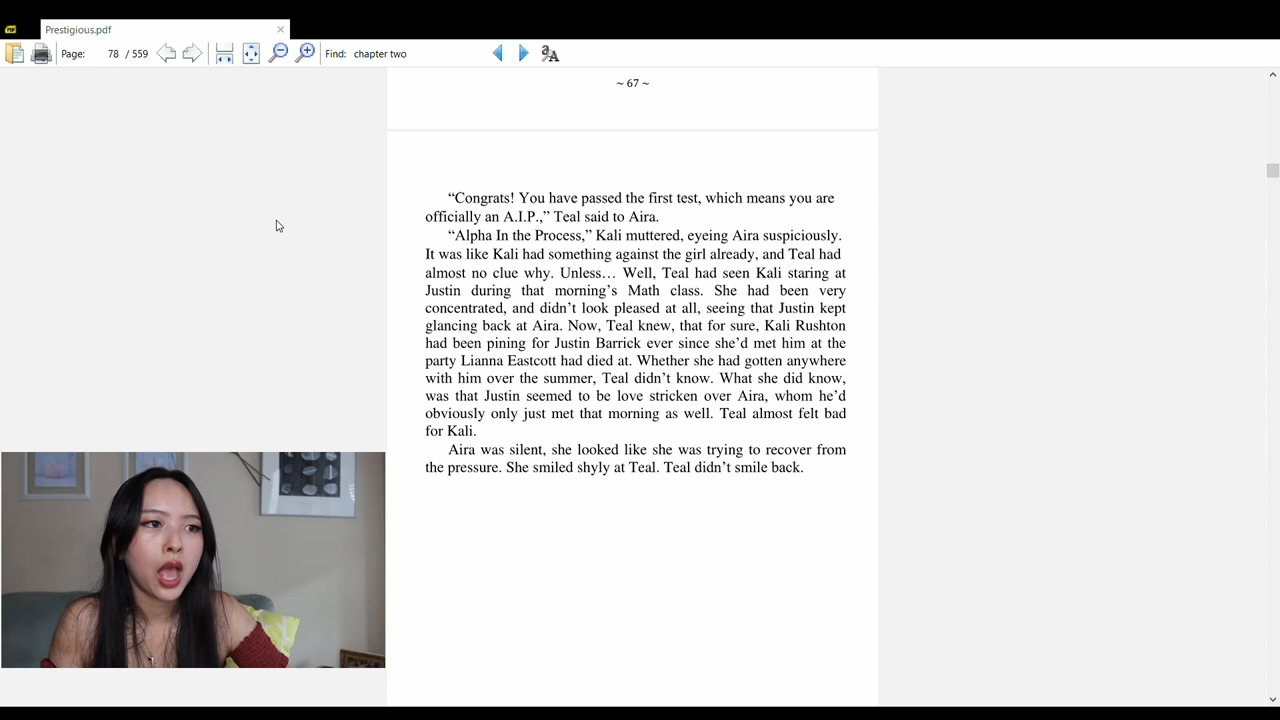 Prestigious.pdf
Page: 78 / 559 Find: chapter two
~ 67 ~
“Congrats! You have passed the first test, which means you are
officially an A.I.P.,” Teal said to Aira.
“Alpha In the Process,” Kali muttered, eyeing Aira suspiciously.
It was like Kali had something against the girl already, and Teal had
almost no clue why. Unless… Well, Teal had seen Kali staring at
Justin during that morning’s Math class. She had been very
concentrated, and didn’t look pleased at all, seeing that Justin kept
glancing back at Aira. Now, Teal knew, that for sure, Kali Rushton
had been pining for Justin Barrick ever since she’d met him at the
party Lianna Eastcott had died at. Whether she had gotten anywhere
with him over the summer, Teal didn’t know. What she did know,
was that Justin seemed to be love stricken over Aira, whom he’d
obviously only just met that morning as well. Teal almost felt bad
for Kali.
Aira was silent, she looked like she was trying to recover from
the pressure. She smiled shyly at Teal. Teal didn’t smile back.